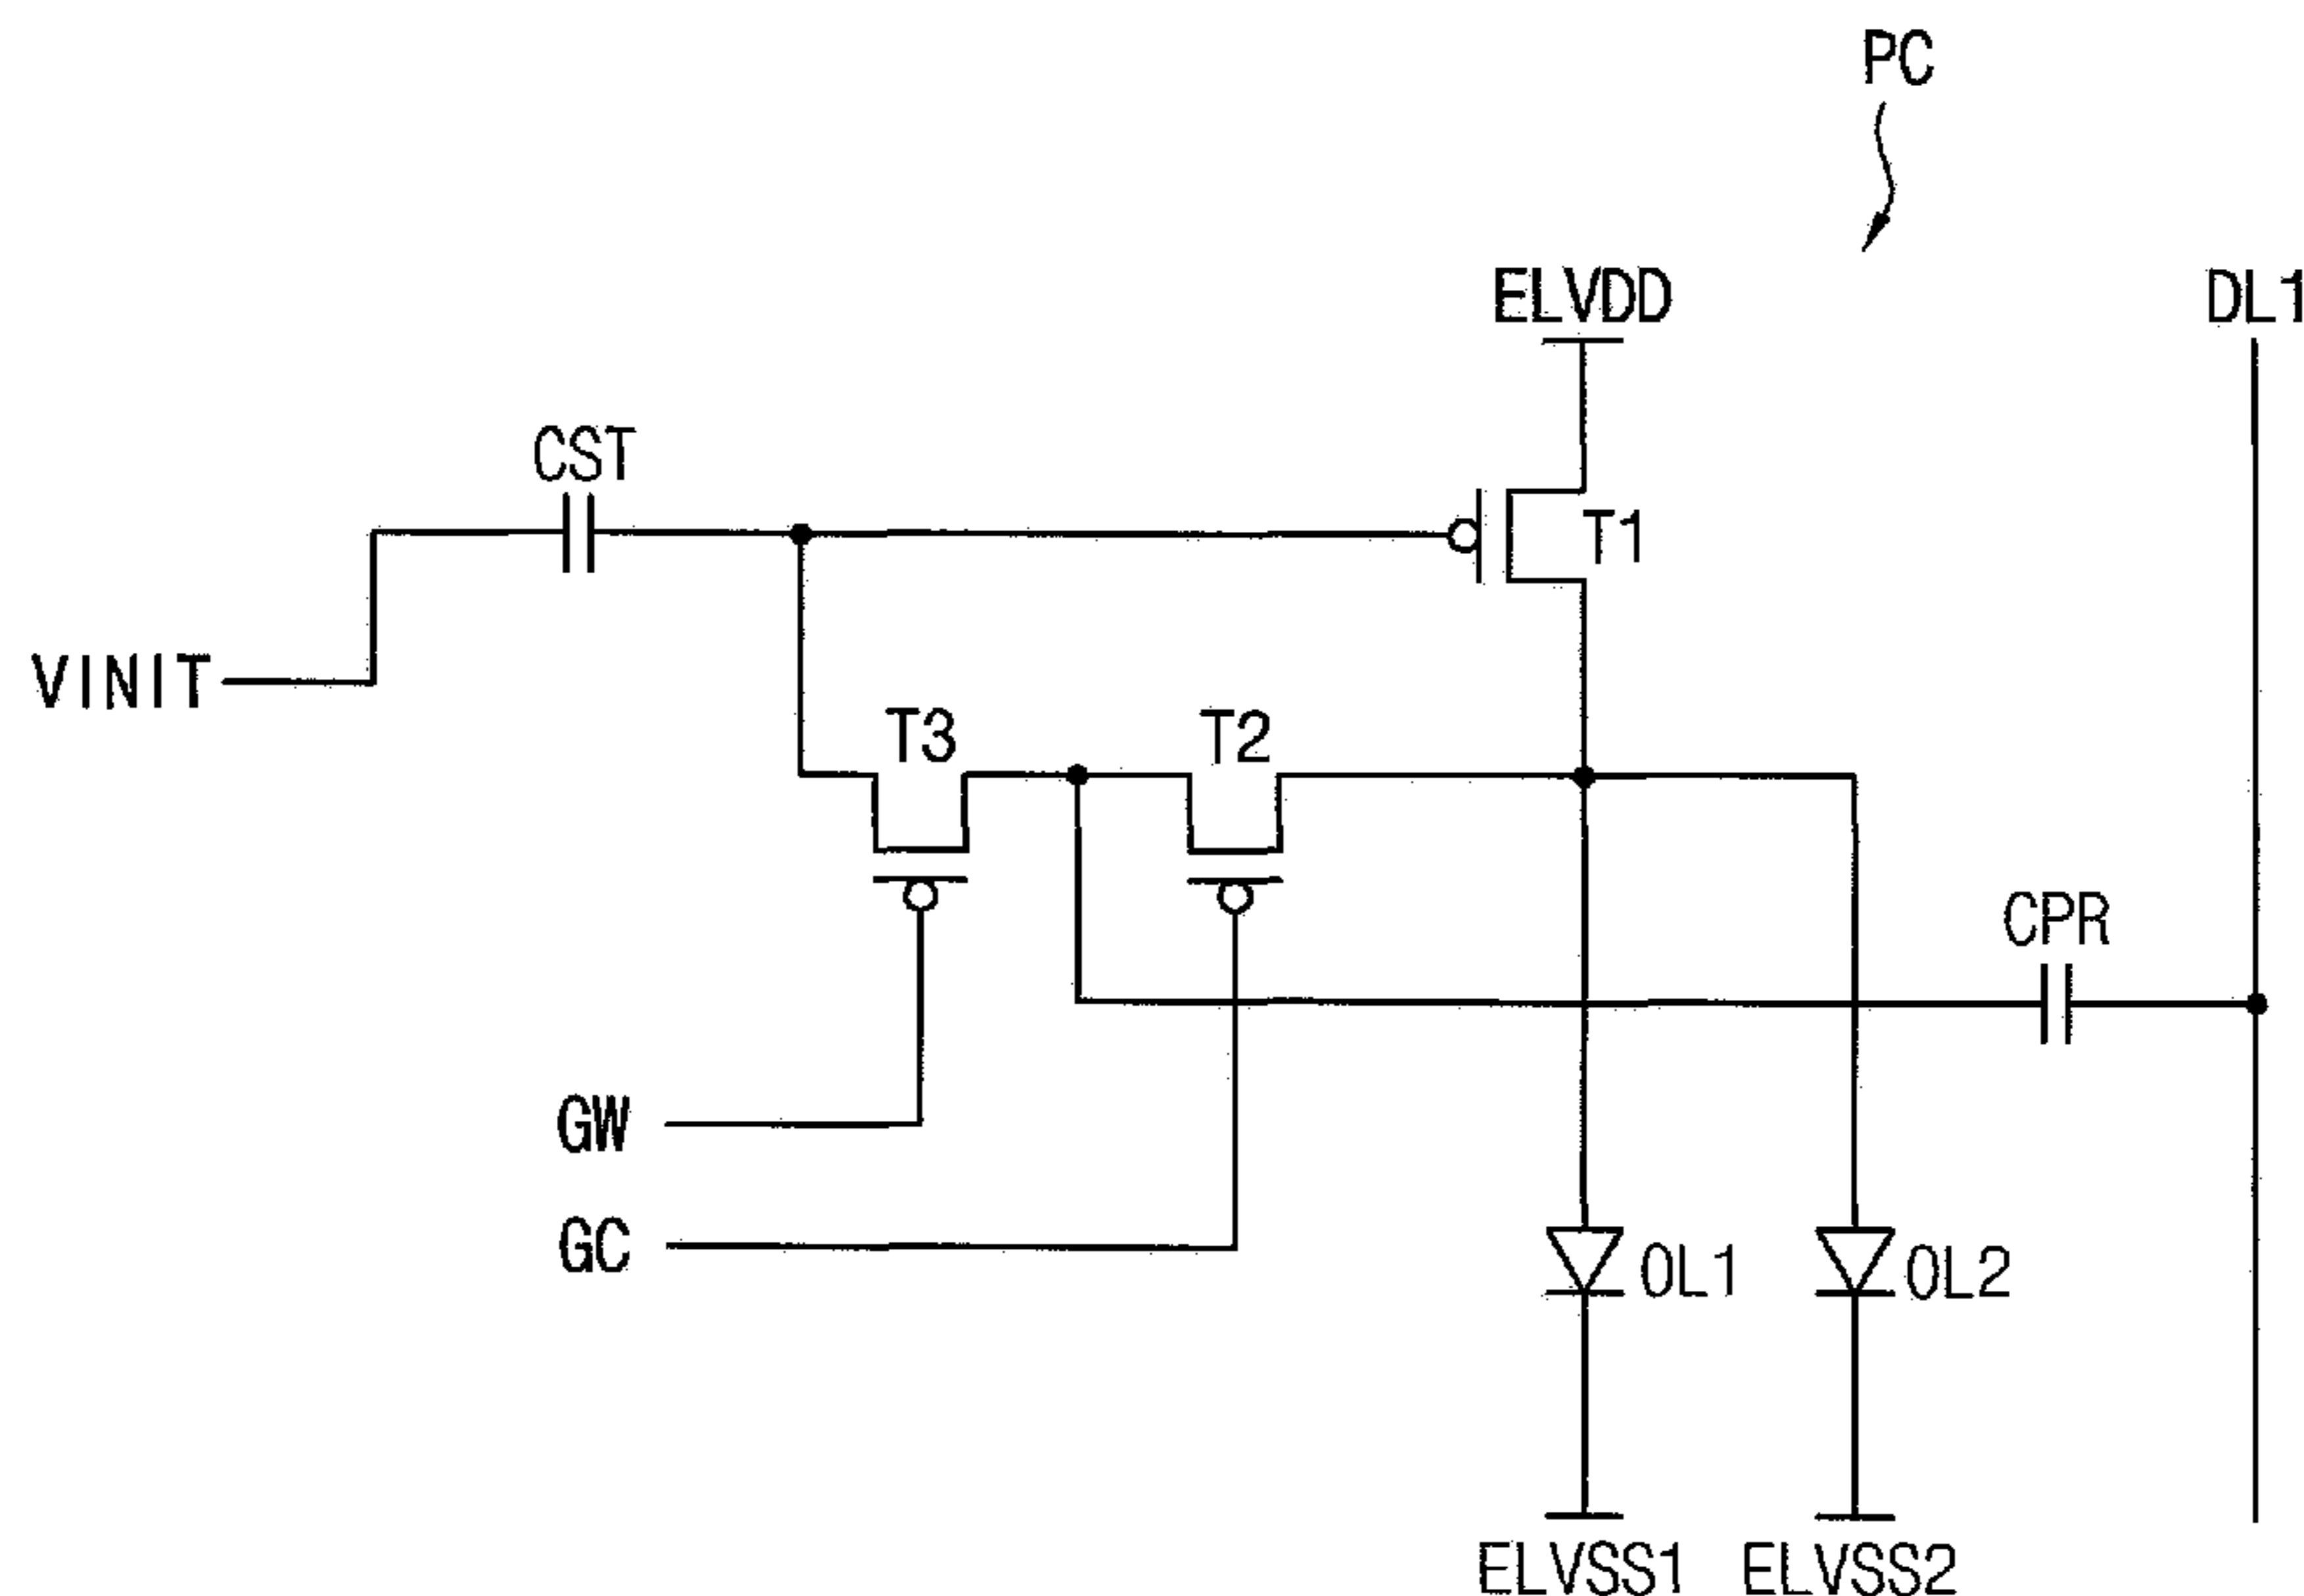 PC
ELVDD
DL1
CST
T1
VINIT
T3
T2
CPR
GW
GC
OL1
OL2
ELVSS1
ELVSS2